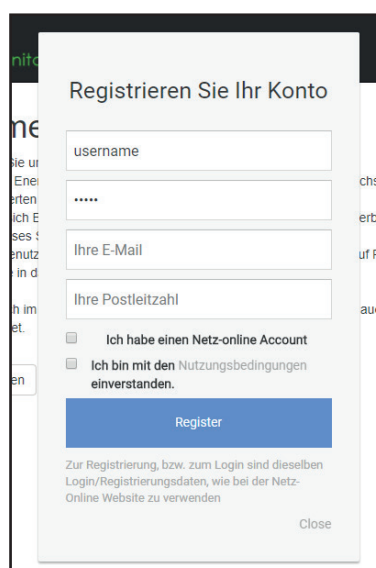 Registrieren Sie Ihr Konto
username
•••••
Ihre E-Mail
Ihre Postleitzahl
Ich habe einen Netz-online Account
Ich bin mit den Nutzungsbedingungen
einverstanden.
Register
Zur Registrierung, bzw. zum Login sind dieselben
Login/Registrierungsdaten, wie bei der Netz-
Online Website zu verwenden
Close